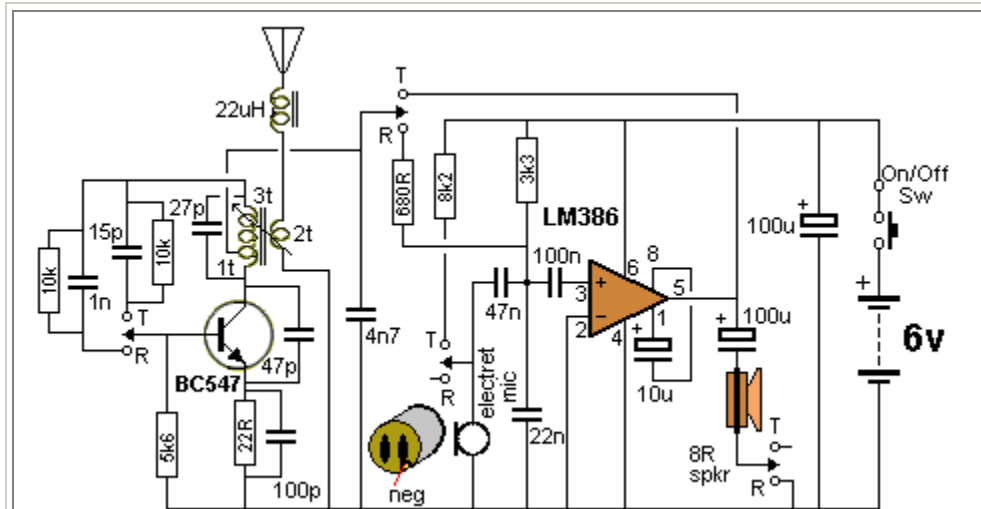 T
22uH
R
680R
8k2
3k3
On/Off
Sw
27p
3t
LM386
15p
10k
2t
+
100u
10k
1t
100n
8
1n
6
+
3
5
+
T
47n
2
−
+
1
100u
R
47p
4n7
4
6v
BC547
T
10u
R
electret
mic
5k6
22R
22n
8R
spkr
T
R
100p
neg